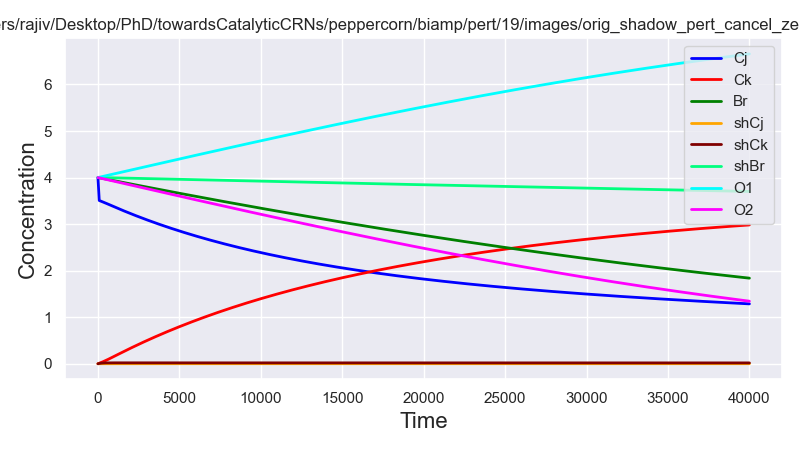 rs/rajiv/Desktop/PhD/towardsCatalyticCRNs/peppercorn/biamp/pert/19/images/orig_shadow_pert_cancel_ze
Concentration
6
5
4
3
2
1
0
Cj
Ck
Br
shCj
shCk
shBr
O1
O2
0 5000 10000 15000 20000 25000 30000 35000 40000
Time